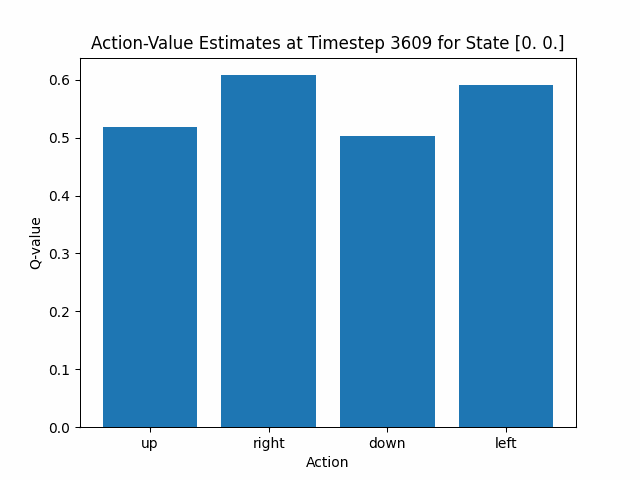 Action-Value Estimates at Timestep 3609 for State [0. 0.]
0.6
0.5
0.4
0.3
0.2
0.1
0.0
Q-value
up right down left
Action